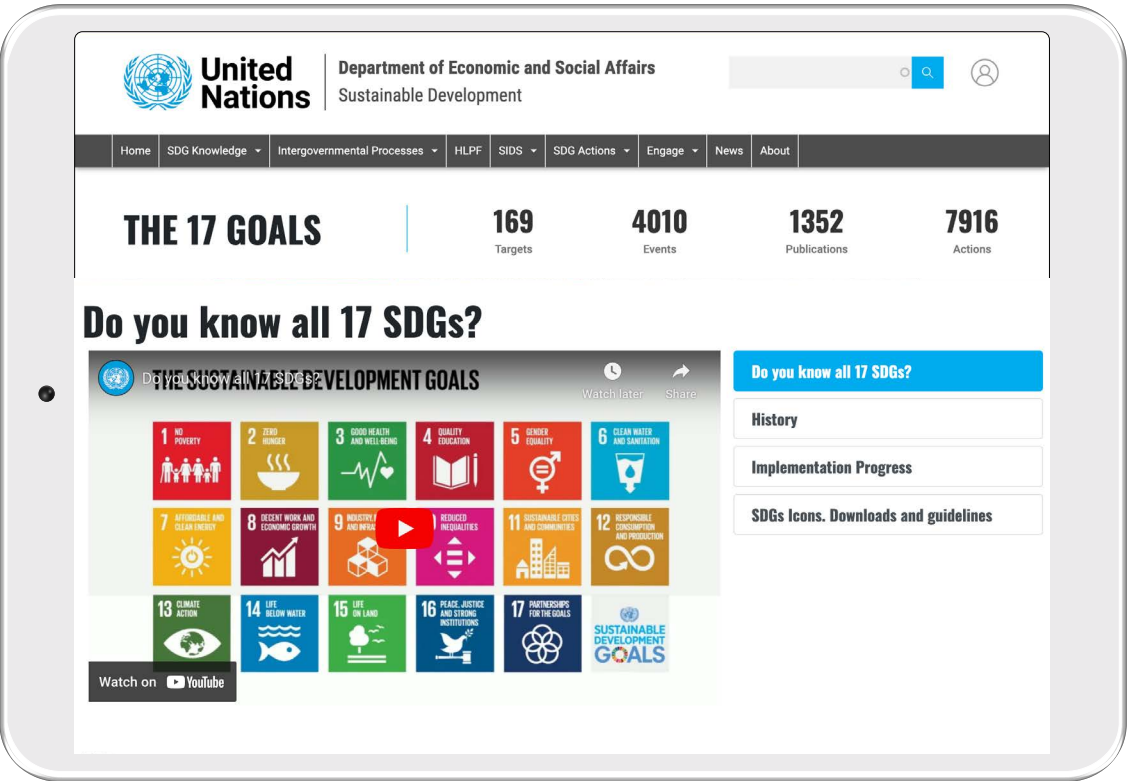 United
Nations
Department of Economic and Social Affairs
Sustainable Development
Home SDG Knowledge Intergovernmental Processes HLPF SIDS SDG Actions Engage News About
THE 17 GOALS
169
Targets
4010
Events
1352
Publications
7916
Actions
Do you know all 17 SDGs?
Do you know all 17 SDGs?
THE SUSTAINABLE DEVELOPMENT GOALS
Watch later
Share
1 NO
POVERTY
2 ZERO
HUNGER
3 GOOD HEALTH
AND WELL-BEING
4 QUALITY
EDUCATION
5 GENDER
EQUALITY
6 CLEAN WATER
AND SANITATION
7 AFFORDABLE AND
CLEAN ENERGY
8 DECENT WORK AND
ECONOMIC GROWTH
9 INDUSTRY,
AND
REDUCED
INEQUALITIES
11 SUSTAINABLE CITIES
AND COMMUNITIES
12 RESPONSIBLE
CONSUMPTION
AND PRODUCTION
13 CLIMATE
ACTION
14 LIFE
BELOW WATER
15 LIFE
ON LAND
16 PEACE, JUSTICE
AND STRONG
INSTITUTIONS
17 PARTNERSHIPS
FOR THE GOALS
SUSTAINABLE
DEVELOPMENT
GOALS
Watch on YouTube
Do you know all 17 SDGs?
History
Implementation Progress
SDGs Icons. Downloads and guidelines